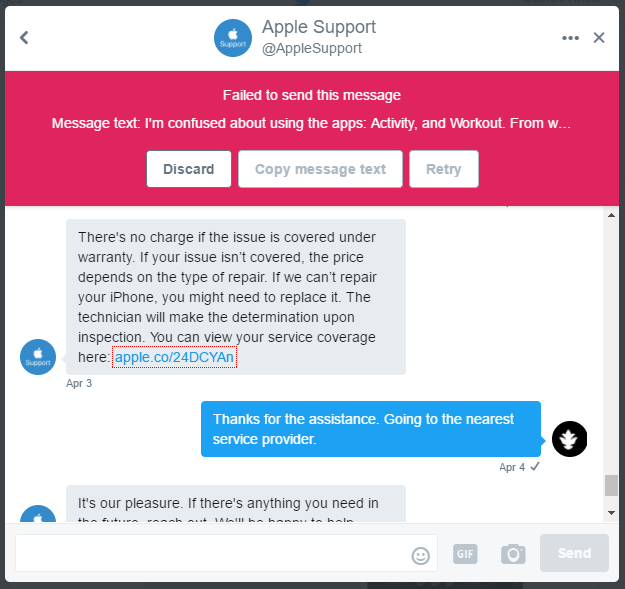 Apple Support
@AppleSupport
Support
Failed to send this message
Message text: I'm confused about using the apps: Activity, and Workout. From w...
Discard
Copy message text
Retry
There's no charge if the issue is covered under
warranty. If your issue isn’t covered, the price
depends on the type of repair. If we can’t repair
your iPhone, you might need to replace it. The
technician will make the determination upon
inspection. You can view your service coverage
here: apple.co/24DCYAn
Support
Apr 3
Thanks for the assistance. Going to the nearest
service provider.
Apr 4
It's our pleasure. If there's anything you need in
the future, reach out. We'll be happy to help
GIF
Send